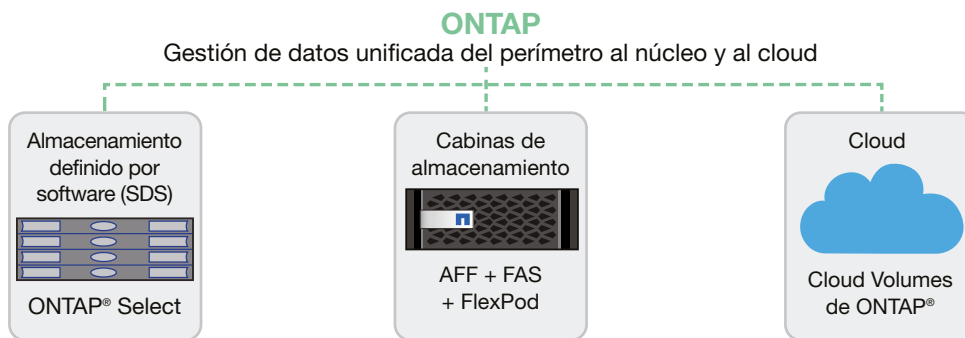 ONTAP
Gestión de datos unificada del perímetro al núcleo y al cloud
Almacenamiento
definido por
software (SDS)
ONTAP® Select
Cabinas de
almacenamiento
AFF + FAS
+ FlexPod
Cloud
Cloud Volumes
de ONTAP®